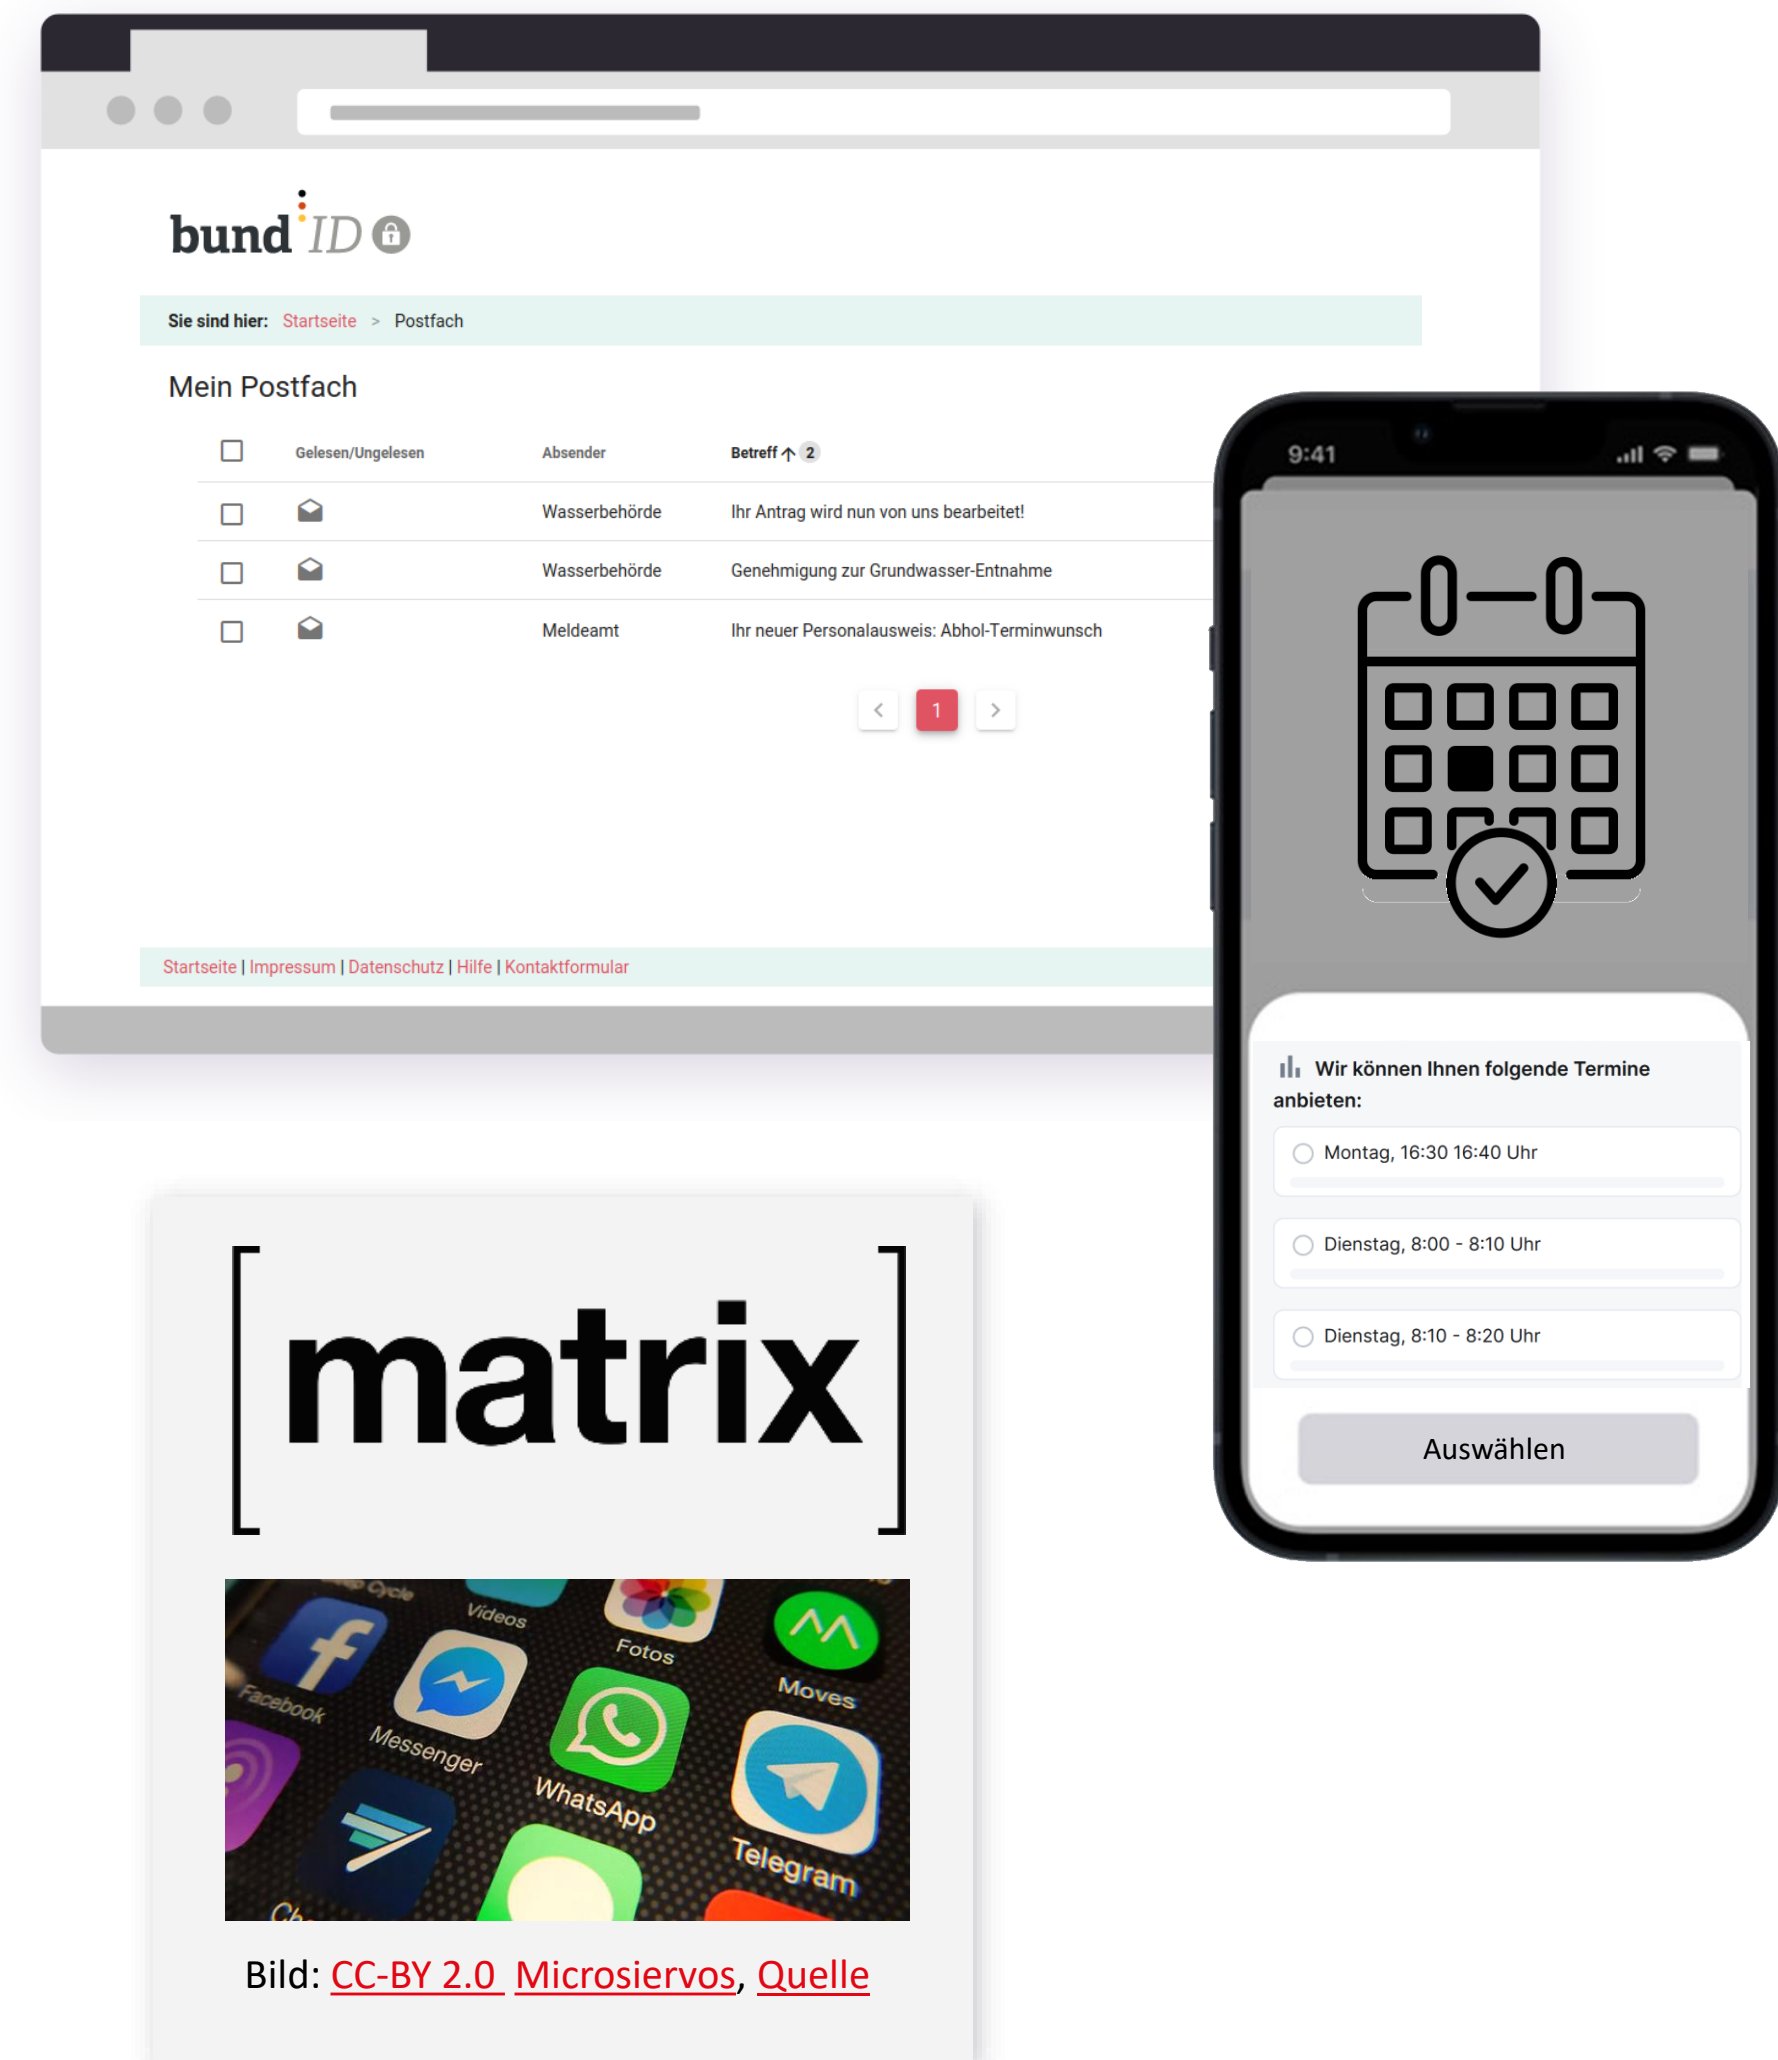 bund ID
Sie sind hier: Startseite > Postfach
Mein Postfach
Gelesen/Ungelesen Absender Betreff ↑ 2
Wasserbehörde Ihr Antrag wird nun von uns bearbeitet!
Wasserbehörde Genehmigung zur Grundwasser-Entnahme
Meldeamt Ihr neuer Personalausweis: Abhol-Terminwunsch
< 1 >
Startseite | Impressum | Datenschutz | Hilfe | Kontaktformular
9:41
Wir können Ihnen folgende Termine
anbieten:
Montag, 16:30 16:40 Uhr
Dienstag, 8:00 - 8:10 Uhr
Dienstag, 8:10 - 8:20 Uhr
Auswählen
[matrix]
Cycle
Videos
Fotos
Moves
Facebook
Messenger
WhatsApp
Telegram
Bild: CC-BY 2.0 Microsiervos, Quelle